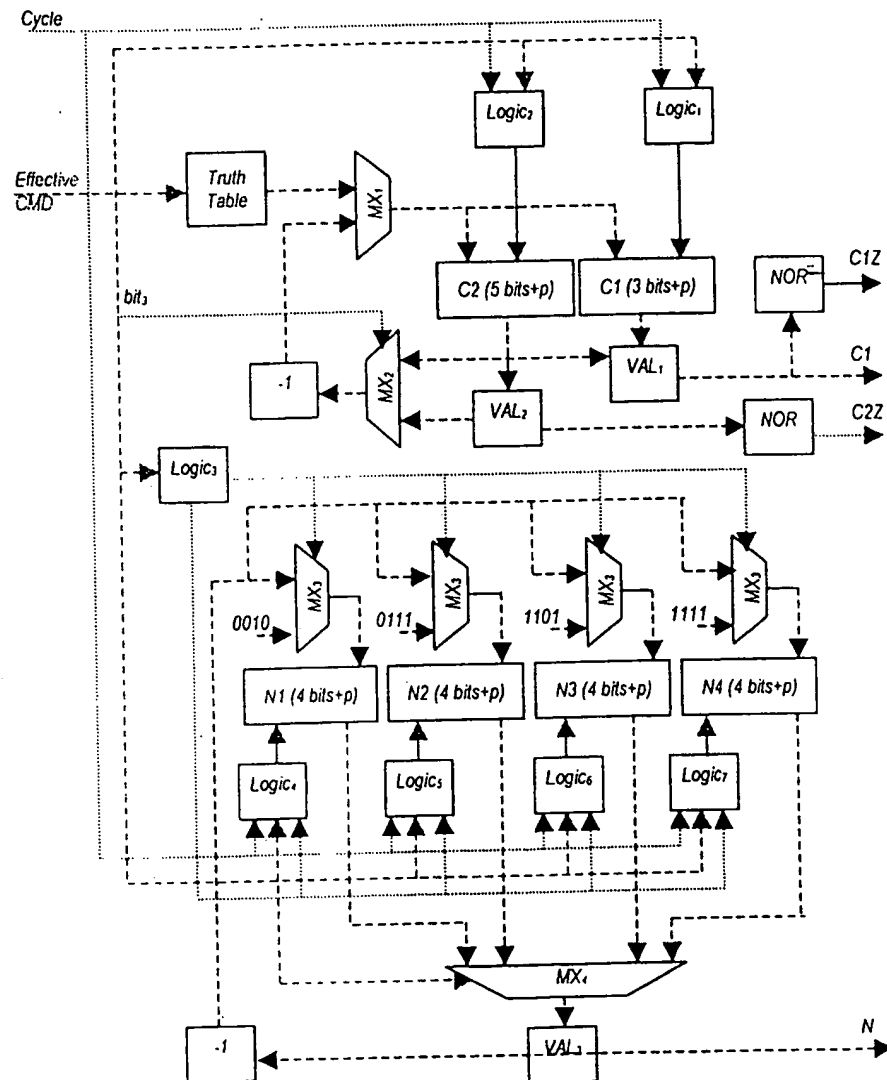 Cycle
Logic₂
Logic₁
Effective
CMD
Truth
Table
MX₁
C2 (5 bits+p)
C1 (3 bits+p)
NOR
C1Z
bit₃
MX₂
-1
VAL₁
C1
VAL₂
NOR
C2Z
Logic₃
MX₃
MX₃
MX₃
MX₃
0010
0111
1101
1111
N1 (4 bits+p)
N2 (4 bits+p)
N3 (4 bits+p)
N4 (4 bits+p)
Logic₄
Logic₅
Logic₆
Logic₇
MX₄
-1
VAL₃
N